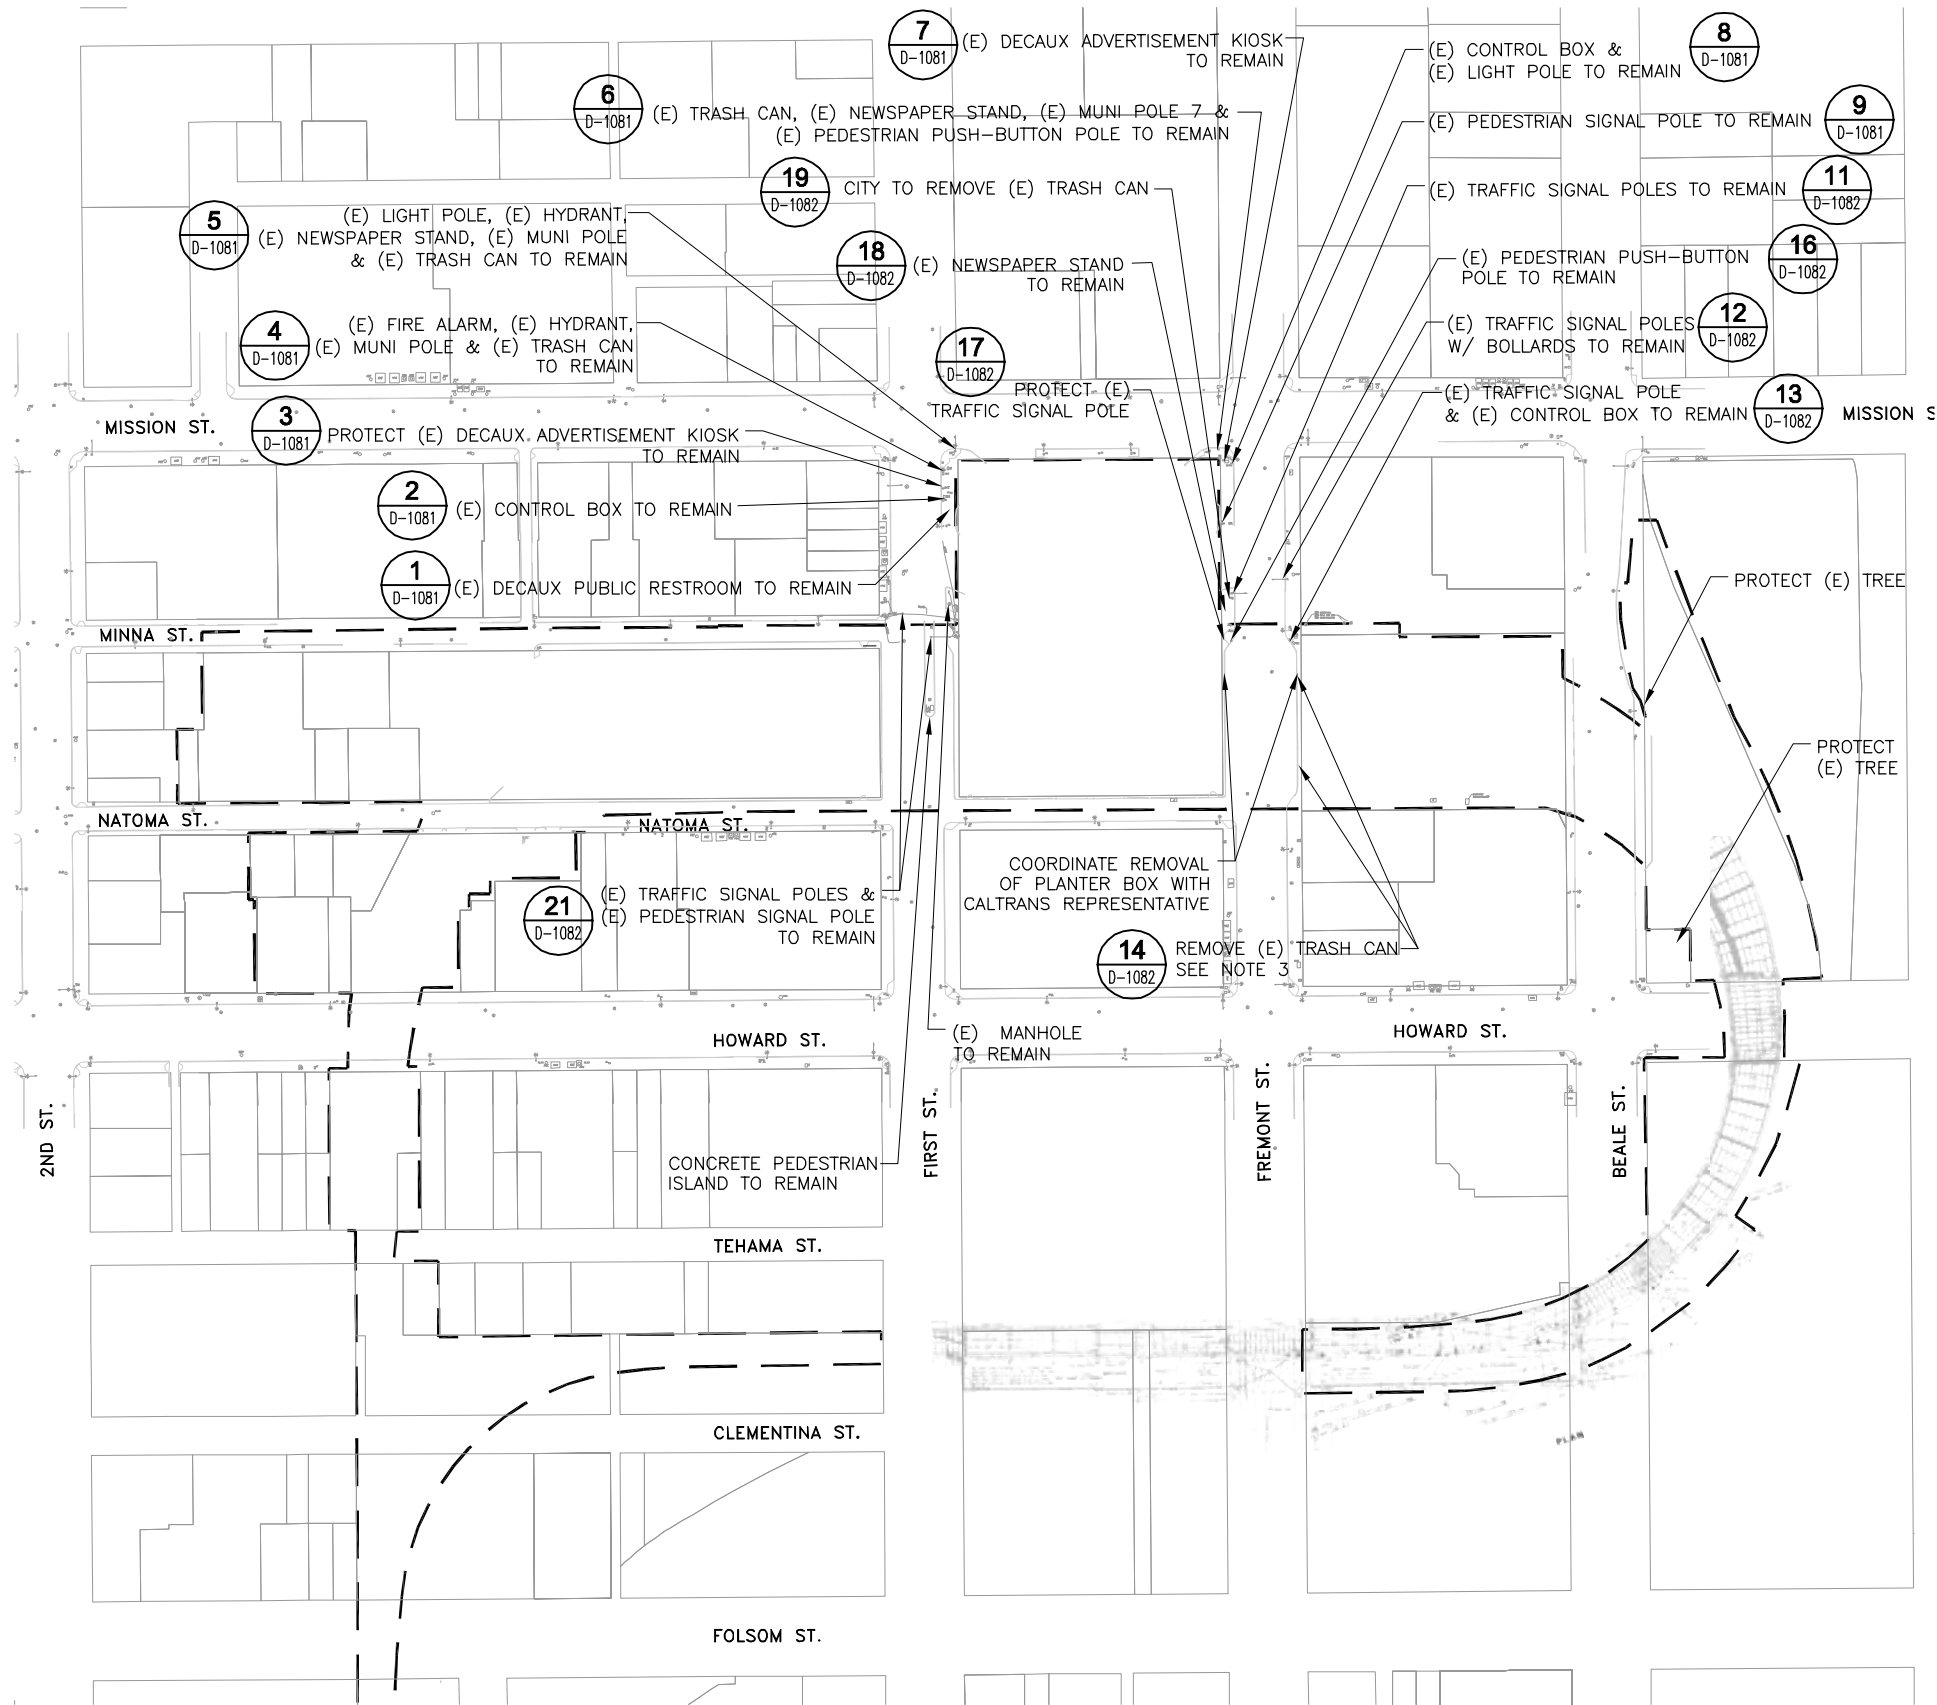 7
D-1081
(E) DECAUX ADVERTISEMENT KIOSK
TO REMAIN
(E) CONTROL BOX &
(E) LIGHT POLE TO REMAIN
8
D-1081
6
D-1081
(E) TRASH CAN, (E) NEWSPAPER STAND, (E) MUNI POLE 7 &
(E) PEDESTRIAN PUSH-BUTTON POLE TO REMAIN
(E) PEDESTRIAN SIGNAL POLE TO REMAIN
9
D-1081
19
D-1082
CITY TO REMOVE (E) TRASH CAN
(E) TRAFFIC SIGNAL POLES TO REMAIN
11
D-1082
5
D-1081
(E) LIGHT POLE, (E) HYDRANT,
(E) NEWSPAPER STAND, (E) MUNI POLE
& (E) TRASH CAN TO REMAIN
18
D-1082
(E) NEWSPAPER STAND
TO REMAIN
(E) PEDESTRIAN PUSH-BUTTON
POLE TO REMAIN
16
D-1082
4
D-1081
(E) FIRE ALARM, (E) HYDRANT,
(E) MUNI POLE & (E) TRASH CAN
TO REMAIN
(E) TRAFFIC SIGNAL POLES
W/ BOLLARDS TO REMAIN
12
D-1082
17
D-1082
PROTECT (E)
TRAFFIC SIGNAL POLE
(E) TRAFFIC SIGNAL POLE
& (E) CONTROL BOX TO REMAIN
13
D-1082
MISSION S
MISSION ST.
3
D-1081
PROTECT (E) DECAUX ADVERTISEMENT KIOSK
TO REMAIN
2
D-1081
(E) CONTROL BOX TO REMAIN
1
D-1081
(E) DECAUX PUBLIC RESTROOM TO REMAIN
PROTECT (E) TREE
MINNA ST.
PROTECT
(E) TREE
NATOMA ST.
NATOMA ST.
COORDINATE REMOVAL
OF PLANTER BOX WITH
CALTRANS REPRESENTATIVE
21
D-1082
(E) TRAFFIC SIGNAL POLES &
(E) PEDESTRIAN SIGNAL POLE
TO REMAIN
14
D-1082
REMOVE (E) TRASH CAN
SEE NOTE 3
(E) MANHOLE
TO REMAIN
HOWARD ST.
HOWARD ST.
2ND ST.
FIRST ST.
FREMONT ST.
BEALE ST.
CONCRETE PEDESTRIAN
ISLAND TO REMAIN
TEHAMA ST.
CLEMENTINA ST.
PLAN
FOLSOM ST.